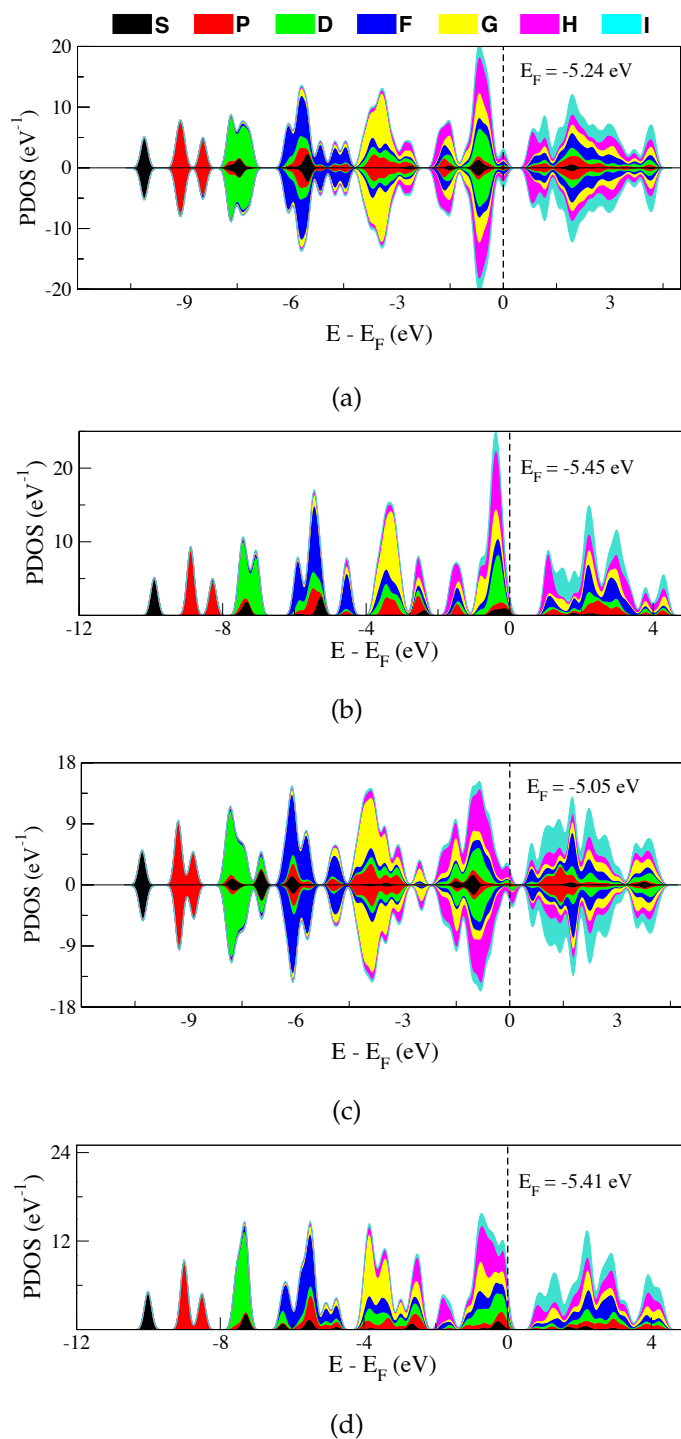 S P D F G H I
20
10
0
10
20
PDOS (eV⁻¹)
E_F = -5.24 eV
-9 -6 -3 0 3
E - E_F (eV)
(a)
20
10
PDOS (eV⁻¹)
E_F = -5.45 eV
-12 -8 -4 0 4
E - E_F (eV)
(b)
18
9
0
-9
-18
PDOS (eV⁻¹)
E_F = -5.05 eV
-9 -6 -3 0 3
E - E_F (eV)
(c)
24
12
PDOS (eV⁻¹)
E_F = -5.41 eV
-12 -8 -4 0 4
E - E_F (eV)
(d)